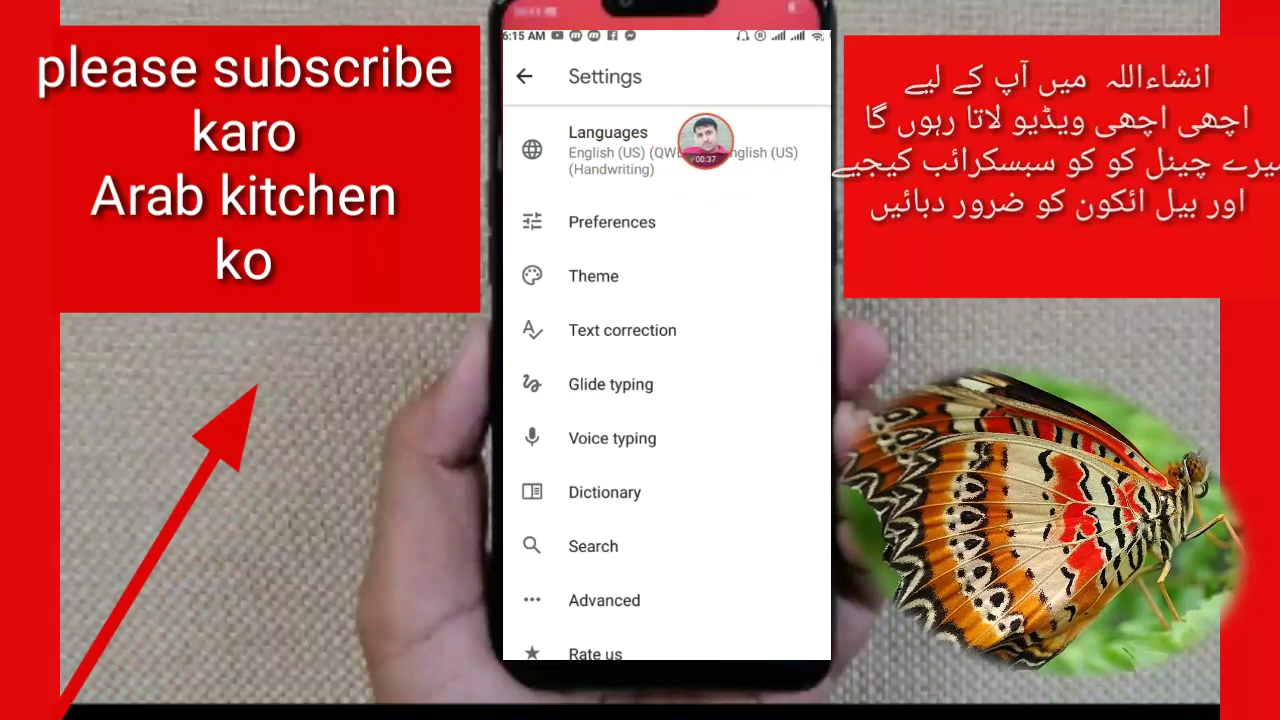 please subscribe
karo
Arab kitchen
ko
6:15 AM
Settings
Languages
English (US) (QW
nglish (US)
(Handwriting)
00:37
Preferences
Theme
Text correction
Glide typing
Voice typing
Dictionary
Search
Advanced
Rate us
انشاءاللہ میں آپ کے لیے
اچھی اچھی ویڈیو لاتا رہوں گا
میرے چینل کو کو سبسکرائب کیجیے
اور بیل ائکون کو ضرور دبائیں